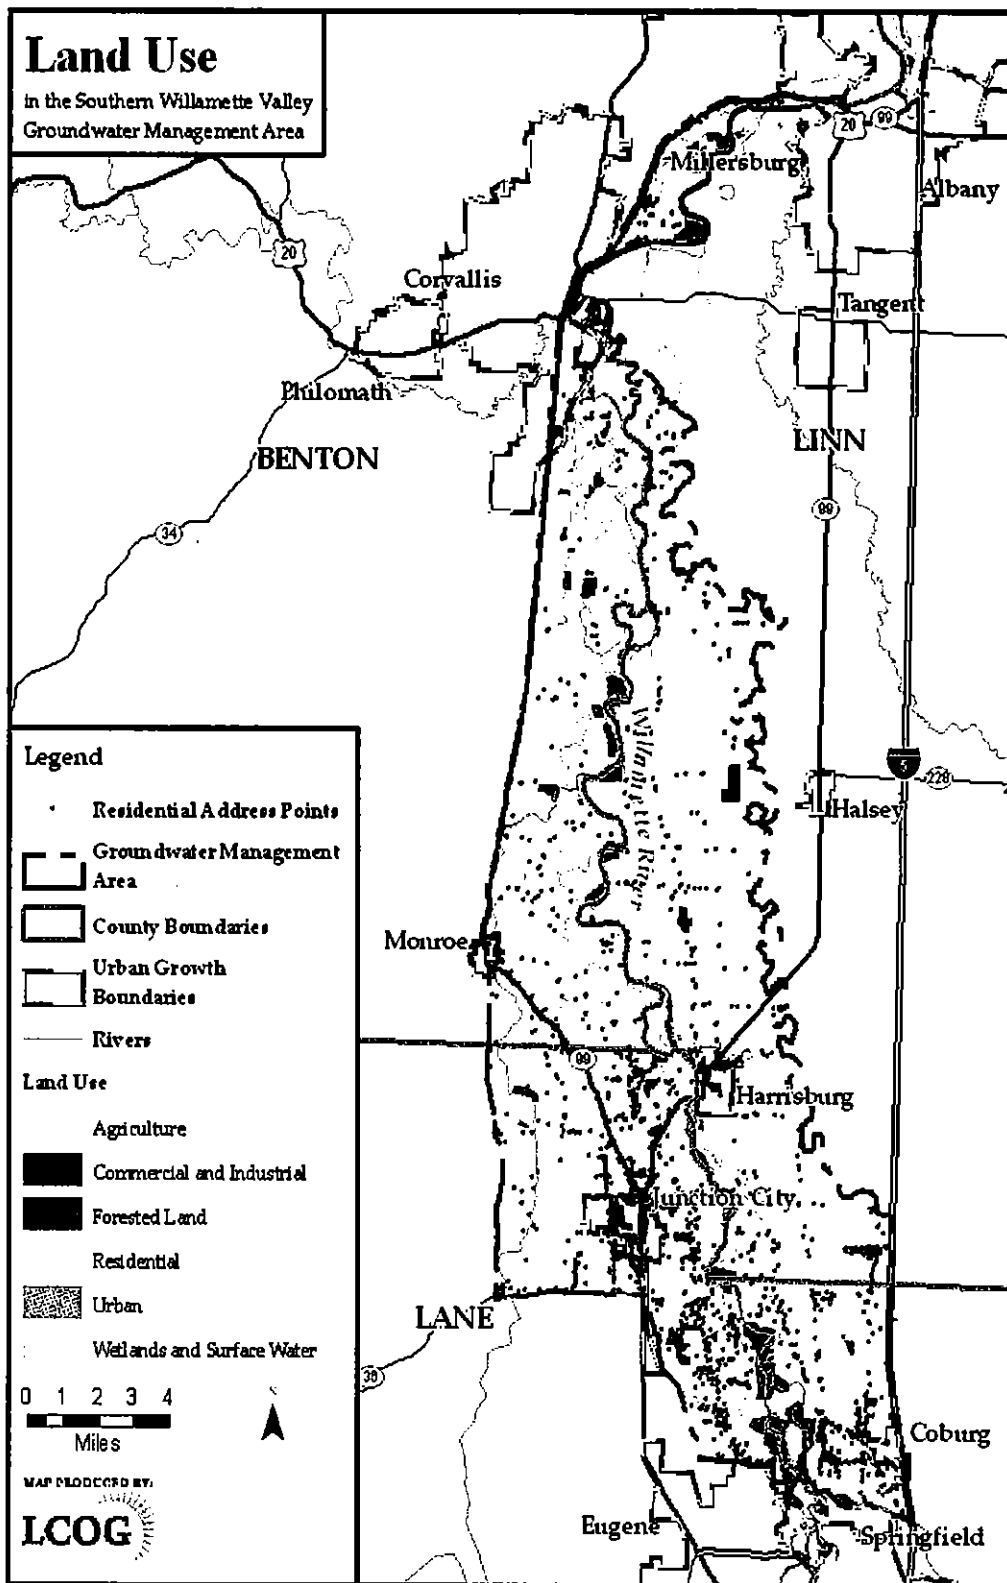 Land Use
in the Southern Willamette Valley
Groundwater Management Area
20
99
Millersburg
Albany
20
Corvallis
Tangent
Philomath
BENTON
LINN
34
99
Willamette River
5
228
Halsey
Monroe
99
Harrisburg
Junction City
LANE
36
Coburg
Eugene
Springfield
Legend
Residential Address Points
Groundwater Management
Area
County Boundaries
Urban Growth
Boundaries
Rivers
Land Use
Agriculture
Commercial and Industrial
Forested Land
Residential
Urban
Wetlands and Surface Water
0 1 2 3 4
Miles
N
MAP PRODUCED BY:
LCOG